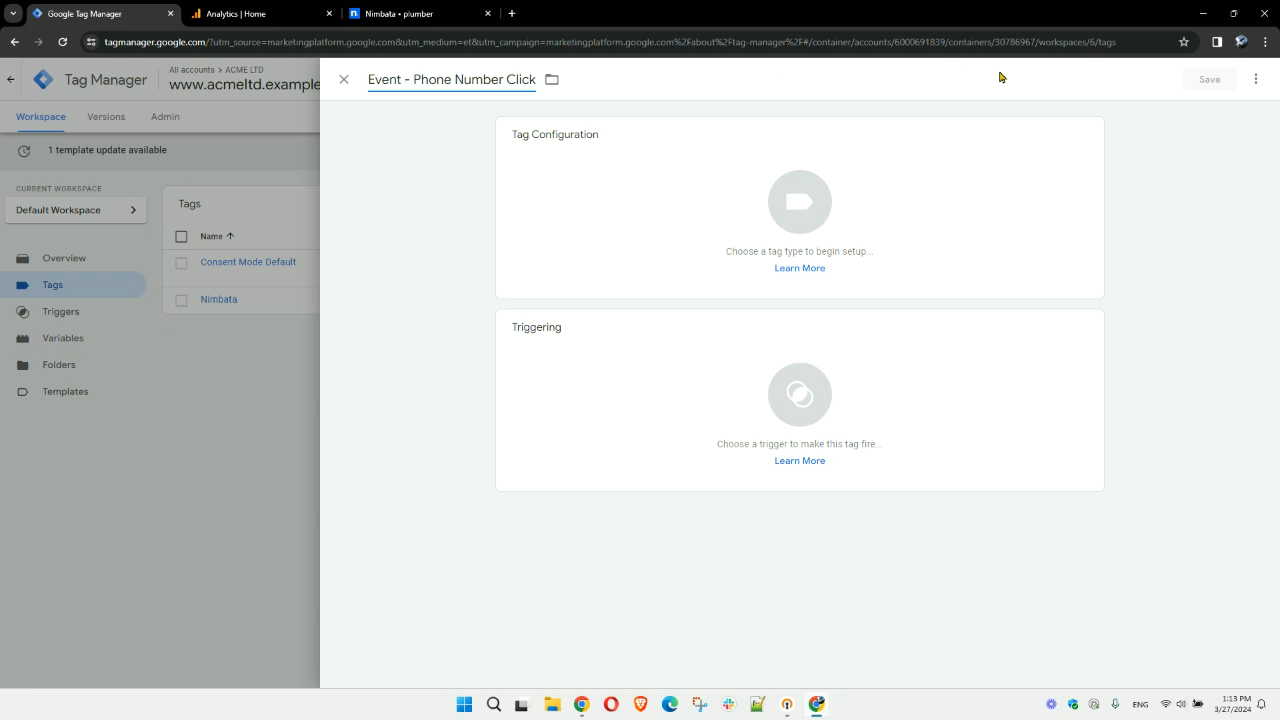 Google Tag Manager
Analytics | Home
Nimbata • plumber
tagmanager.google.com/?utm_source=marketingplatform.google.com&utm_medium=et&utm_campaign=marketingplatform.google.com%2Fabout%2Ftag-manager%2F#/container/accounts/6000691839/containers/30786967/workspaces/6/tags
Tag Manager
All accounts > ACME LTD
www.acmeltd.example
Event - Phone Number Click
Save
Workspace
Versions
Admin
1 template update available
CURRENT WORKSPACE
Default Workspace
Overview
Tags
Triggers
Variables
Folders
Templates
Tags
Name
Consent Mode Default
Nimbata
Tag Configuration
Choose a tag type to begin setup...
Learn More
Triggering
Choose a trigger to make this tag fire...
Learn More
ENG
1:13 PM
3/27/2024